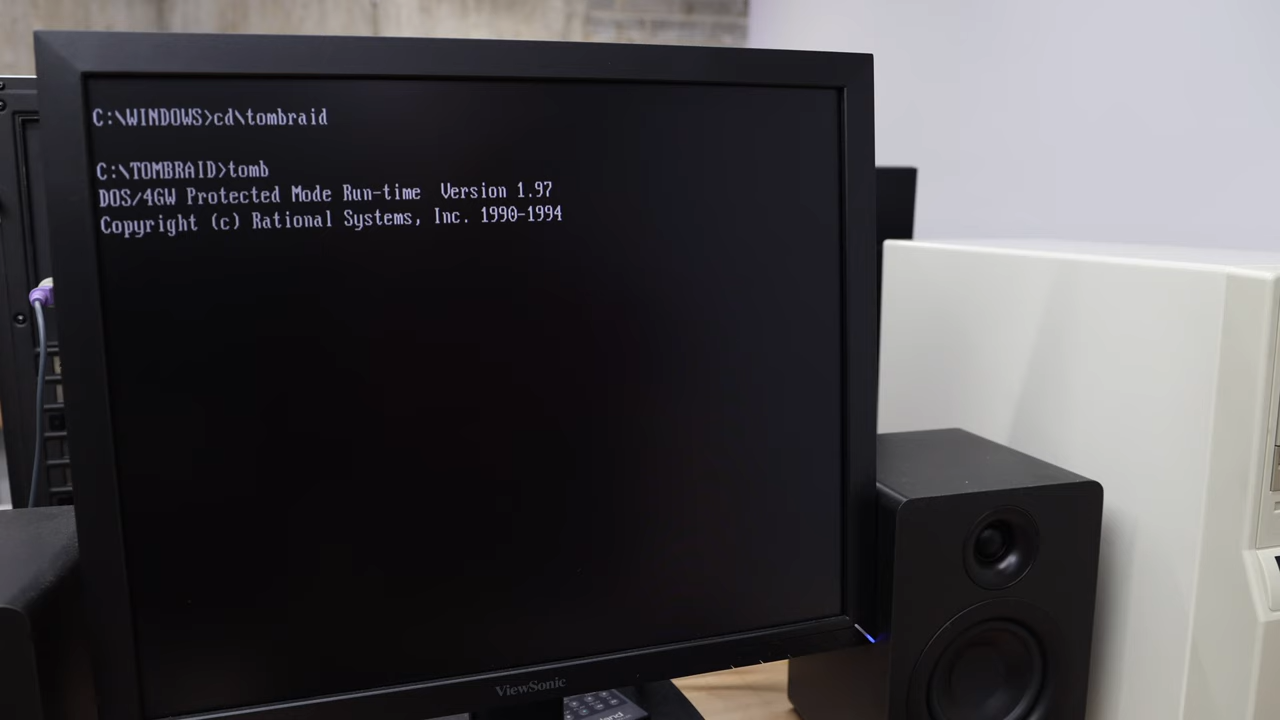 C:\WINDOWS>cd\tombraid
C:\TOMBRAID>tomb
DOS/4GW Protected Mode Run-time  Version 1.97
Copyright (c) Rational Systems, Inc. 1990-1994
ViewSonic